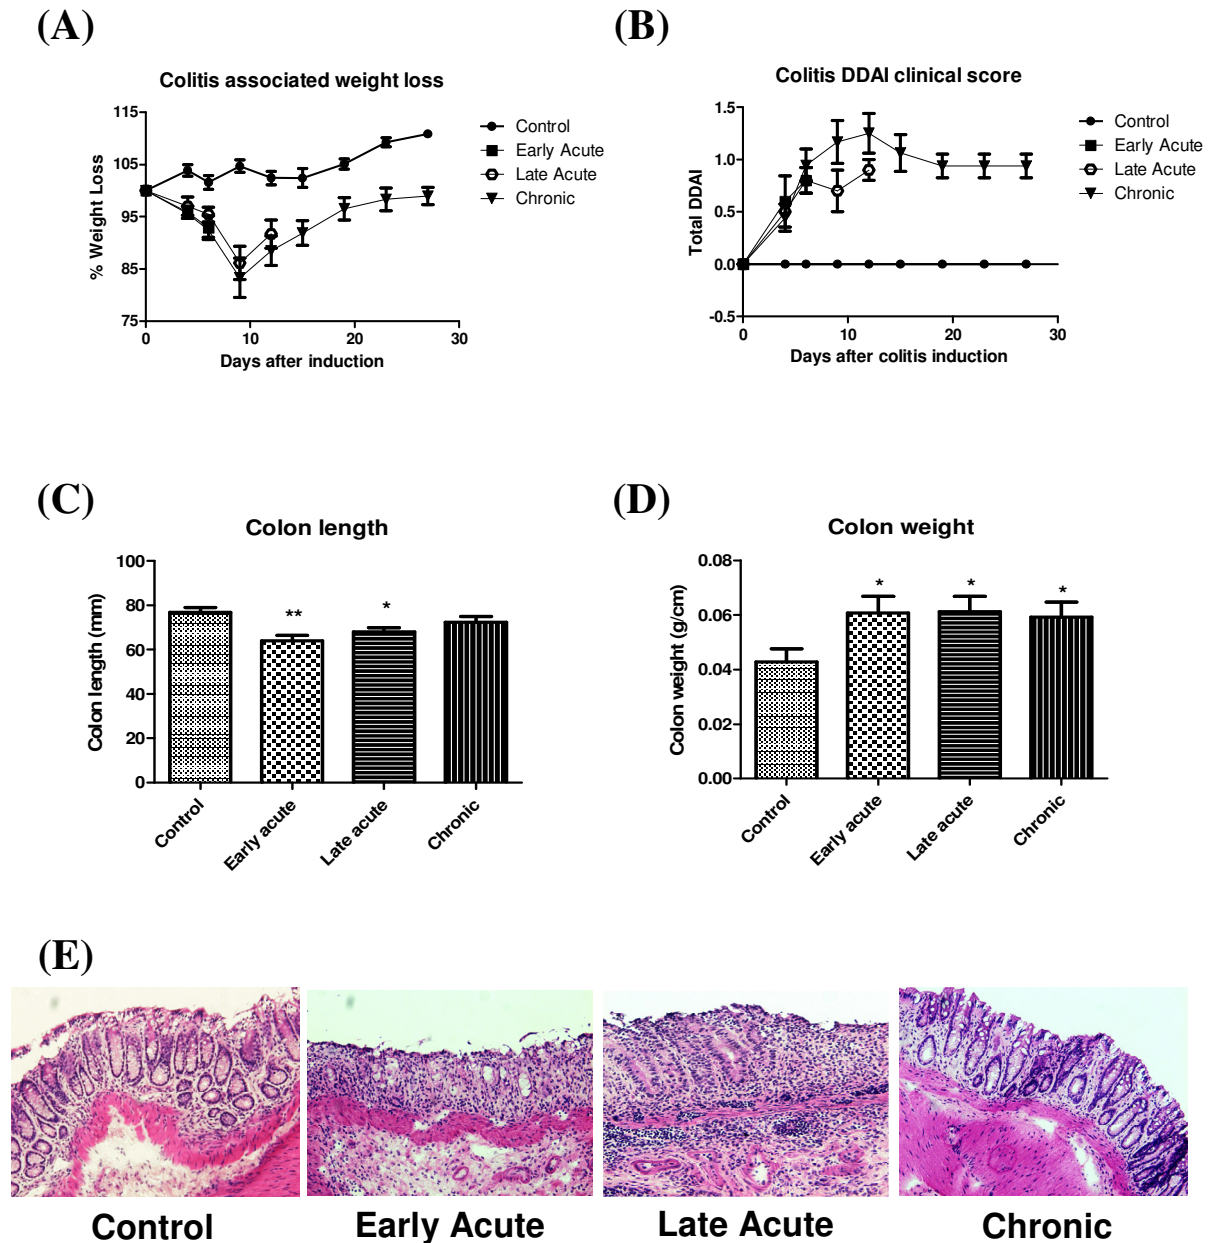 (A)
Colitis associated weight loss
115
105
95
85
75
% Weight Loss
0
10
20
30
Days after induction
Control
Early Acute
Late Acute
Chronic
(B)
Colitis DDAI clinical score
1.5
1.0
0.5
0.0
-0.5
Total DDAI
0
10
20
30
Days after colitis induction
Control
Early Acute
Late Acute
Chronic
(C)
Colon length
100
80
60
40
20
0
Colon length (mm)
**
*
Control
Early acute
Late acute
Chronic
(D)
Colon weight
0.08
0.06
0.04
0.02
0.00
Colon weight (g/cm)
*
*
*
Control
Early acute
Late acute
Chronic
(E)
Control
Early Acute
Late Acute
Chronic